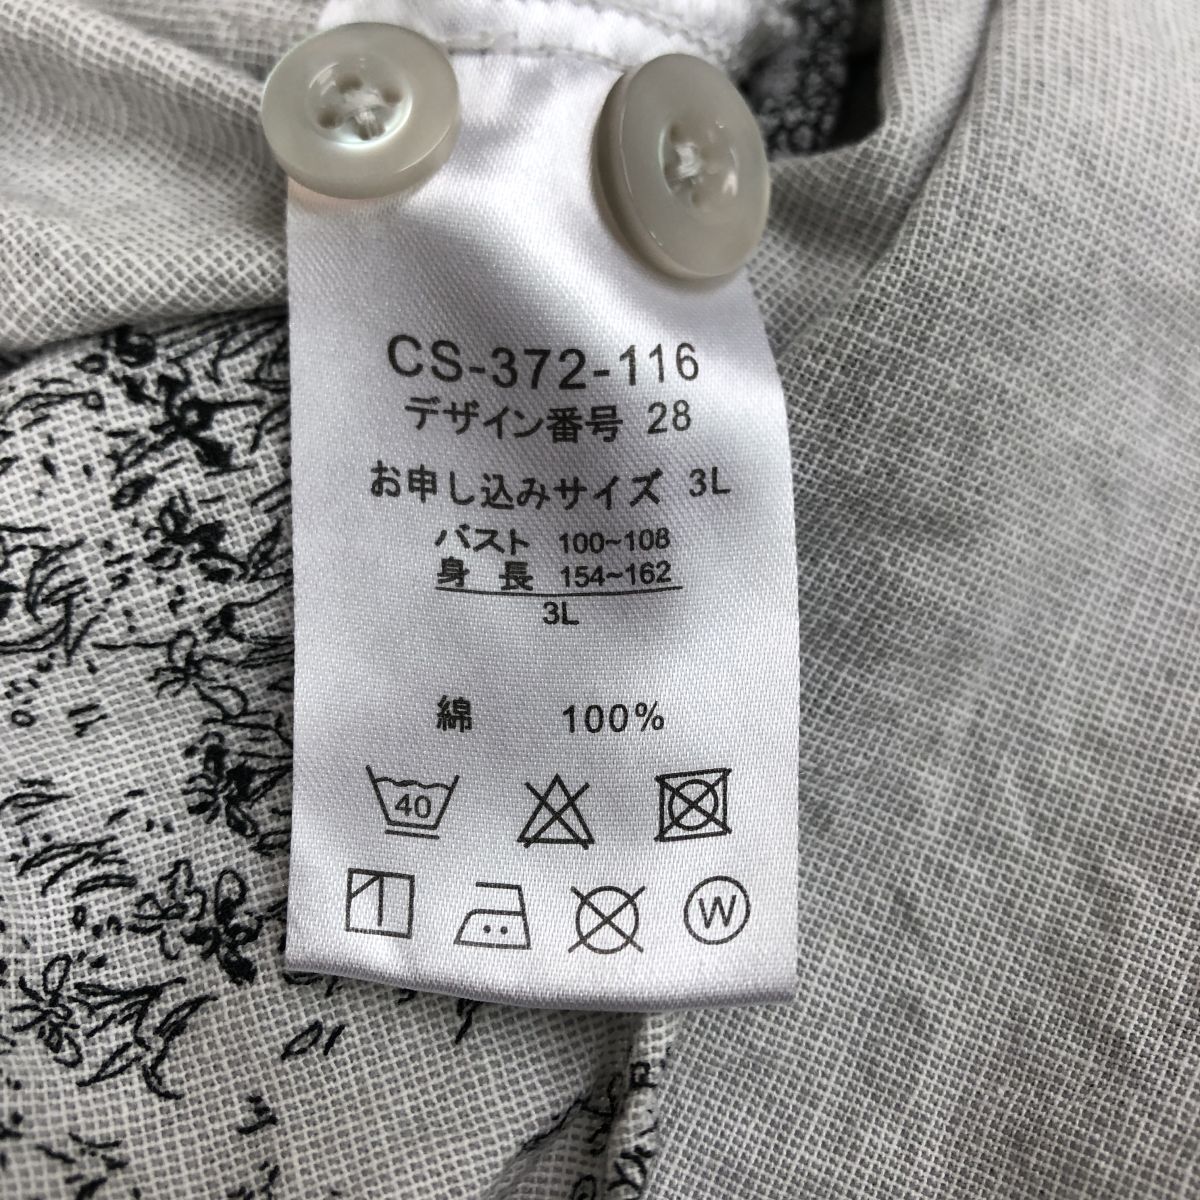 CS-372-116
デザイン番号 28
お申し込みサイズ 3L
バスト 100~108
身 長 154~162
3L
綿 100%
40
W